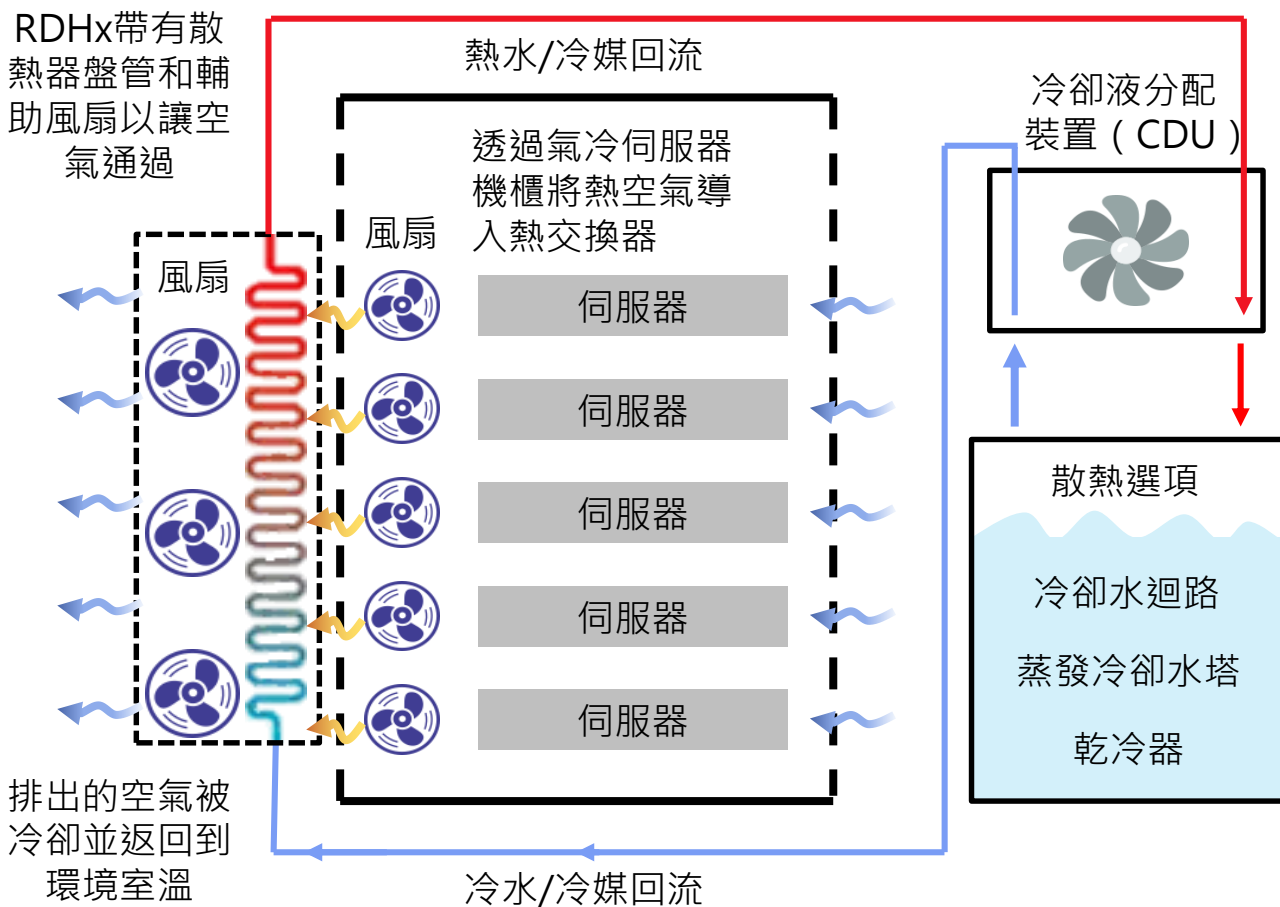 RDHx帶有散
熱器盤管和輔
助風扇以讓空
氣通過
熱水/冷媒回流
冷卻液分配
裝置（CDU）
透過氣冷伺服器
機櫃將熱空氣導
入熱交換器
風扇
風扇
伺服器
伺服器
伺服器
伺服器
伺服器
散熱選項
冷卻水迴路
蒸發冷卻水塔
乾冷器
排出的空氣被
冷卻並返回到
環境室溫
冷水/冷媒回流